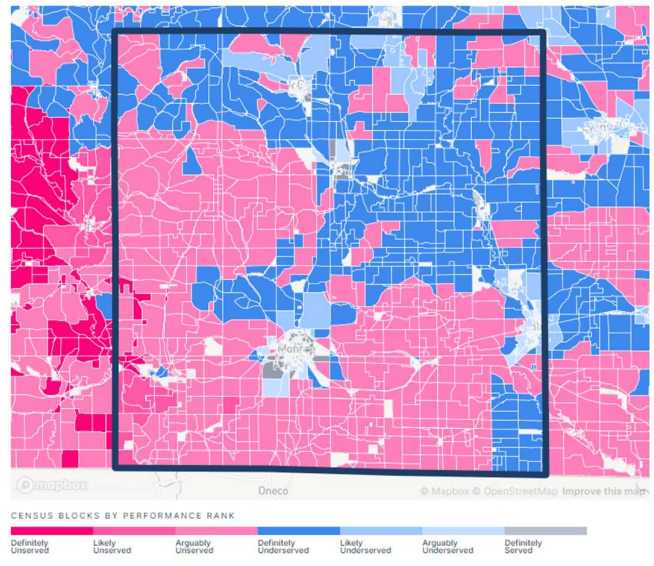 Monroe
mapbox
Oneco
© Mapbox © OpenStreetMap Improve this map
CENSUS BLOCKS BY PERFORMANCE RANK
Definitely Unserved
Likely Unserved
Arguably Unserved
Definitely Underserved
Likely Underserved
Arguably Underserved
Definitely Served